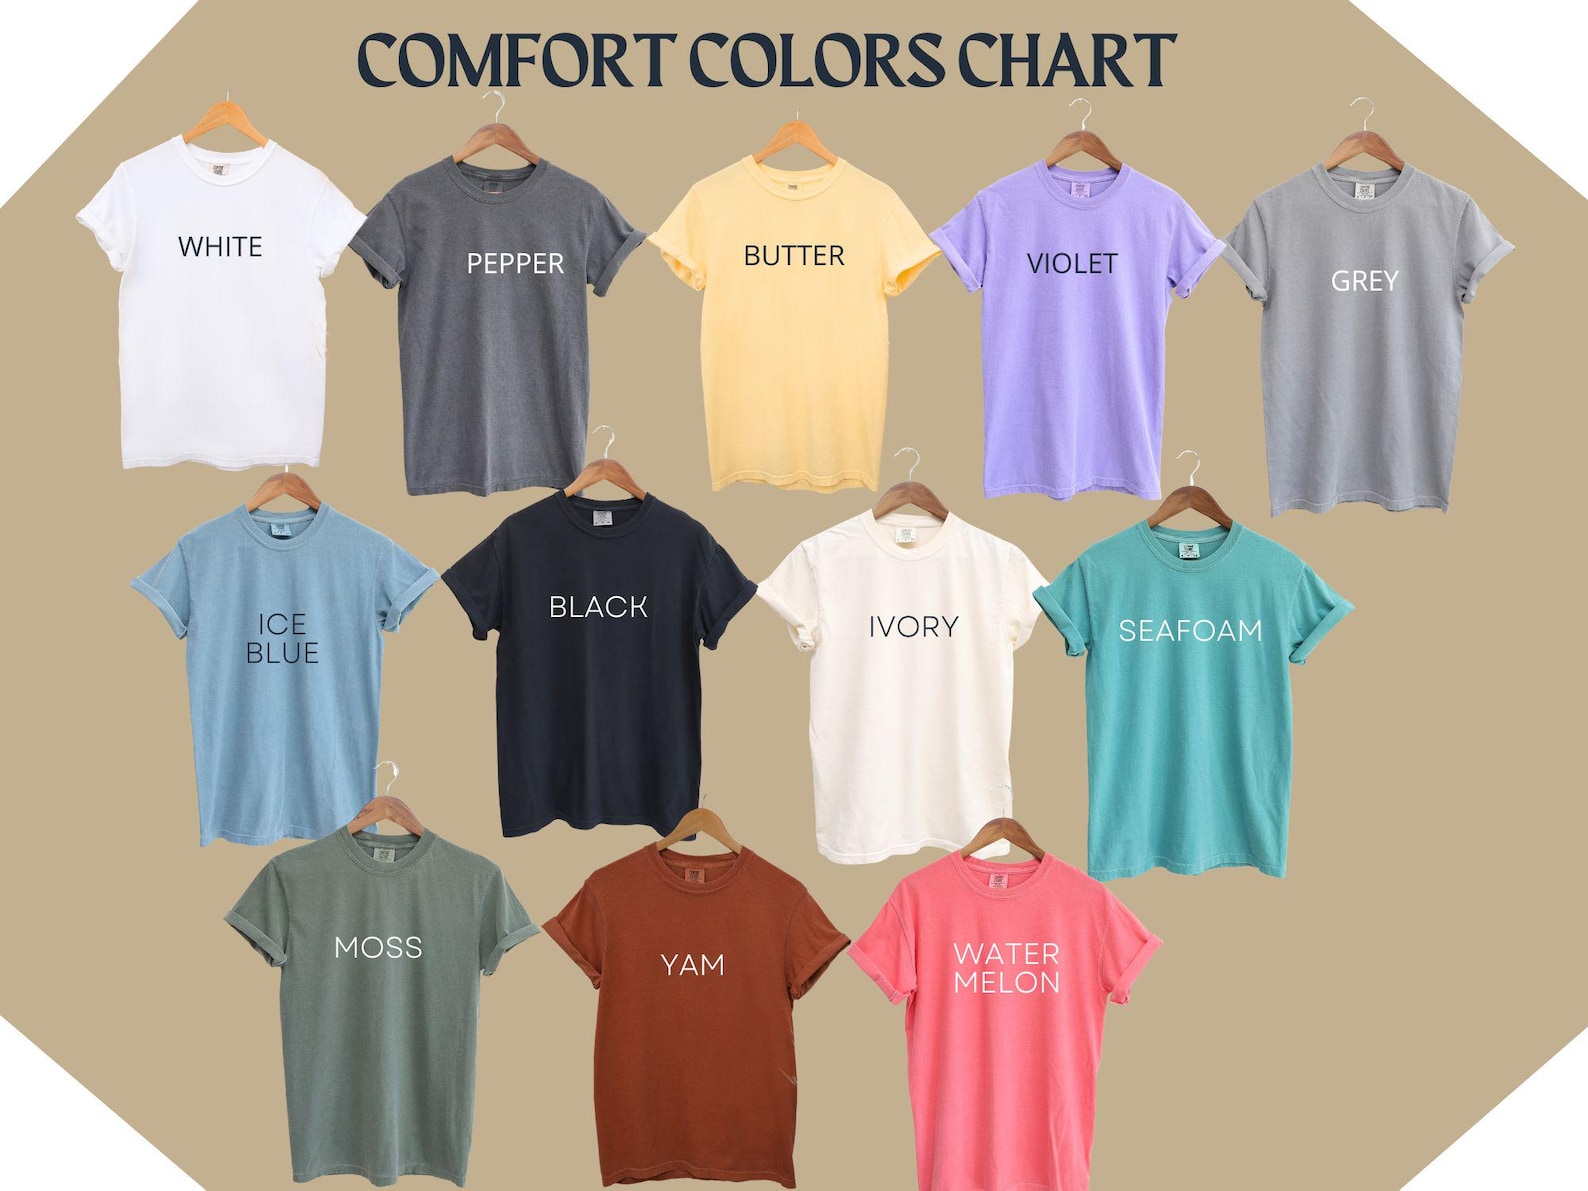 COMFORT COLORS CHART
WHITE
PEPPER
BUTTER
VIOLET
GREY
ICE
BLUE
BLACK
IVORY
SEAFOAM
MOSS
YAM
WATER
MELON